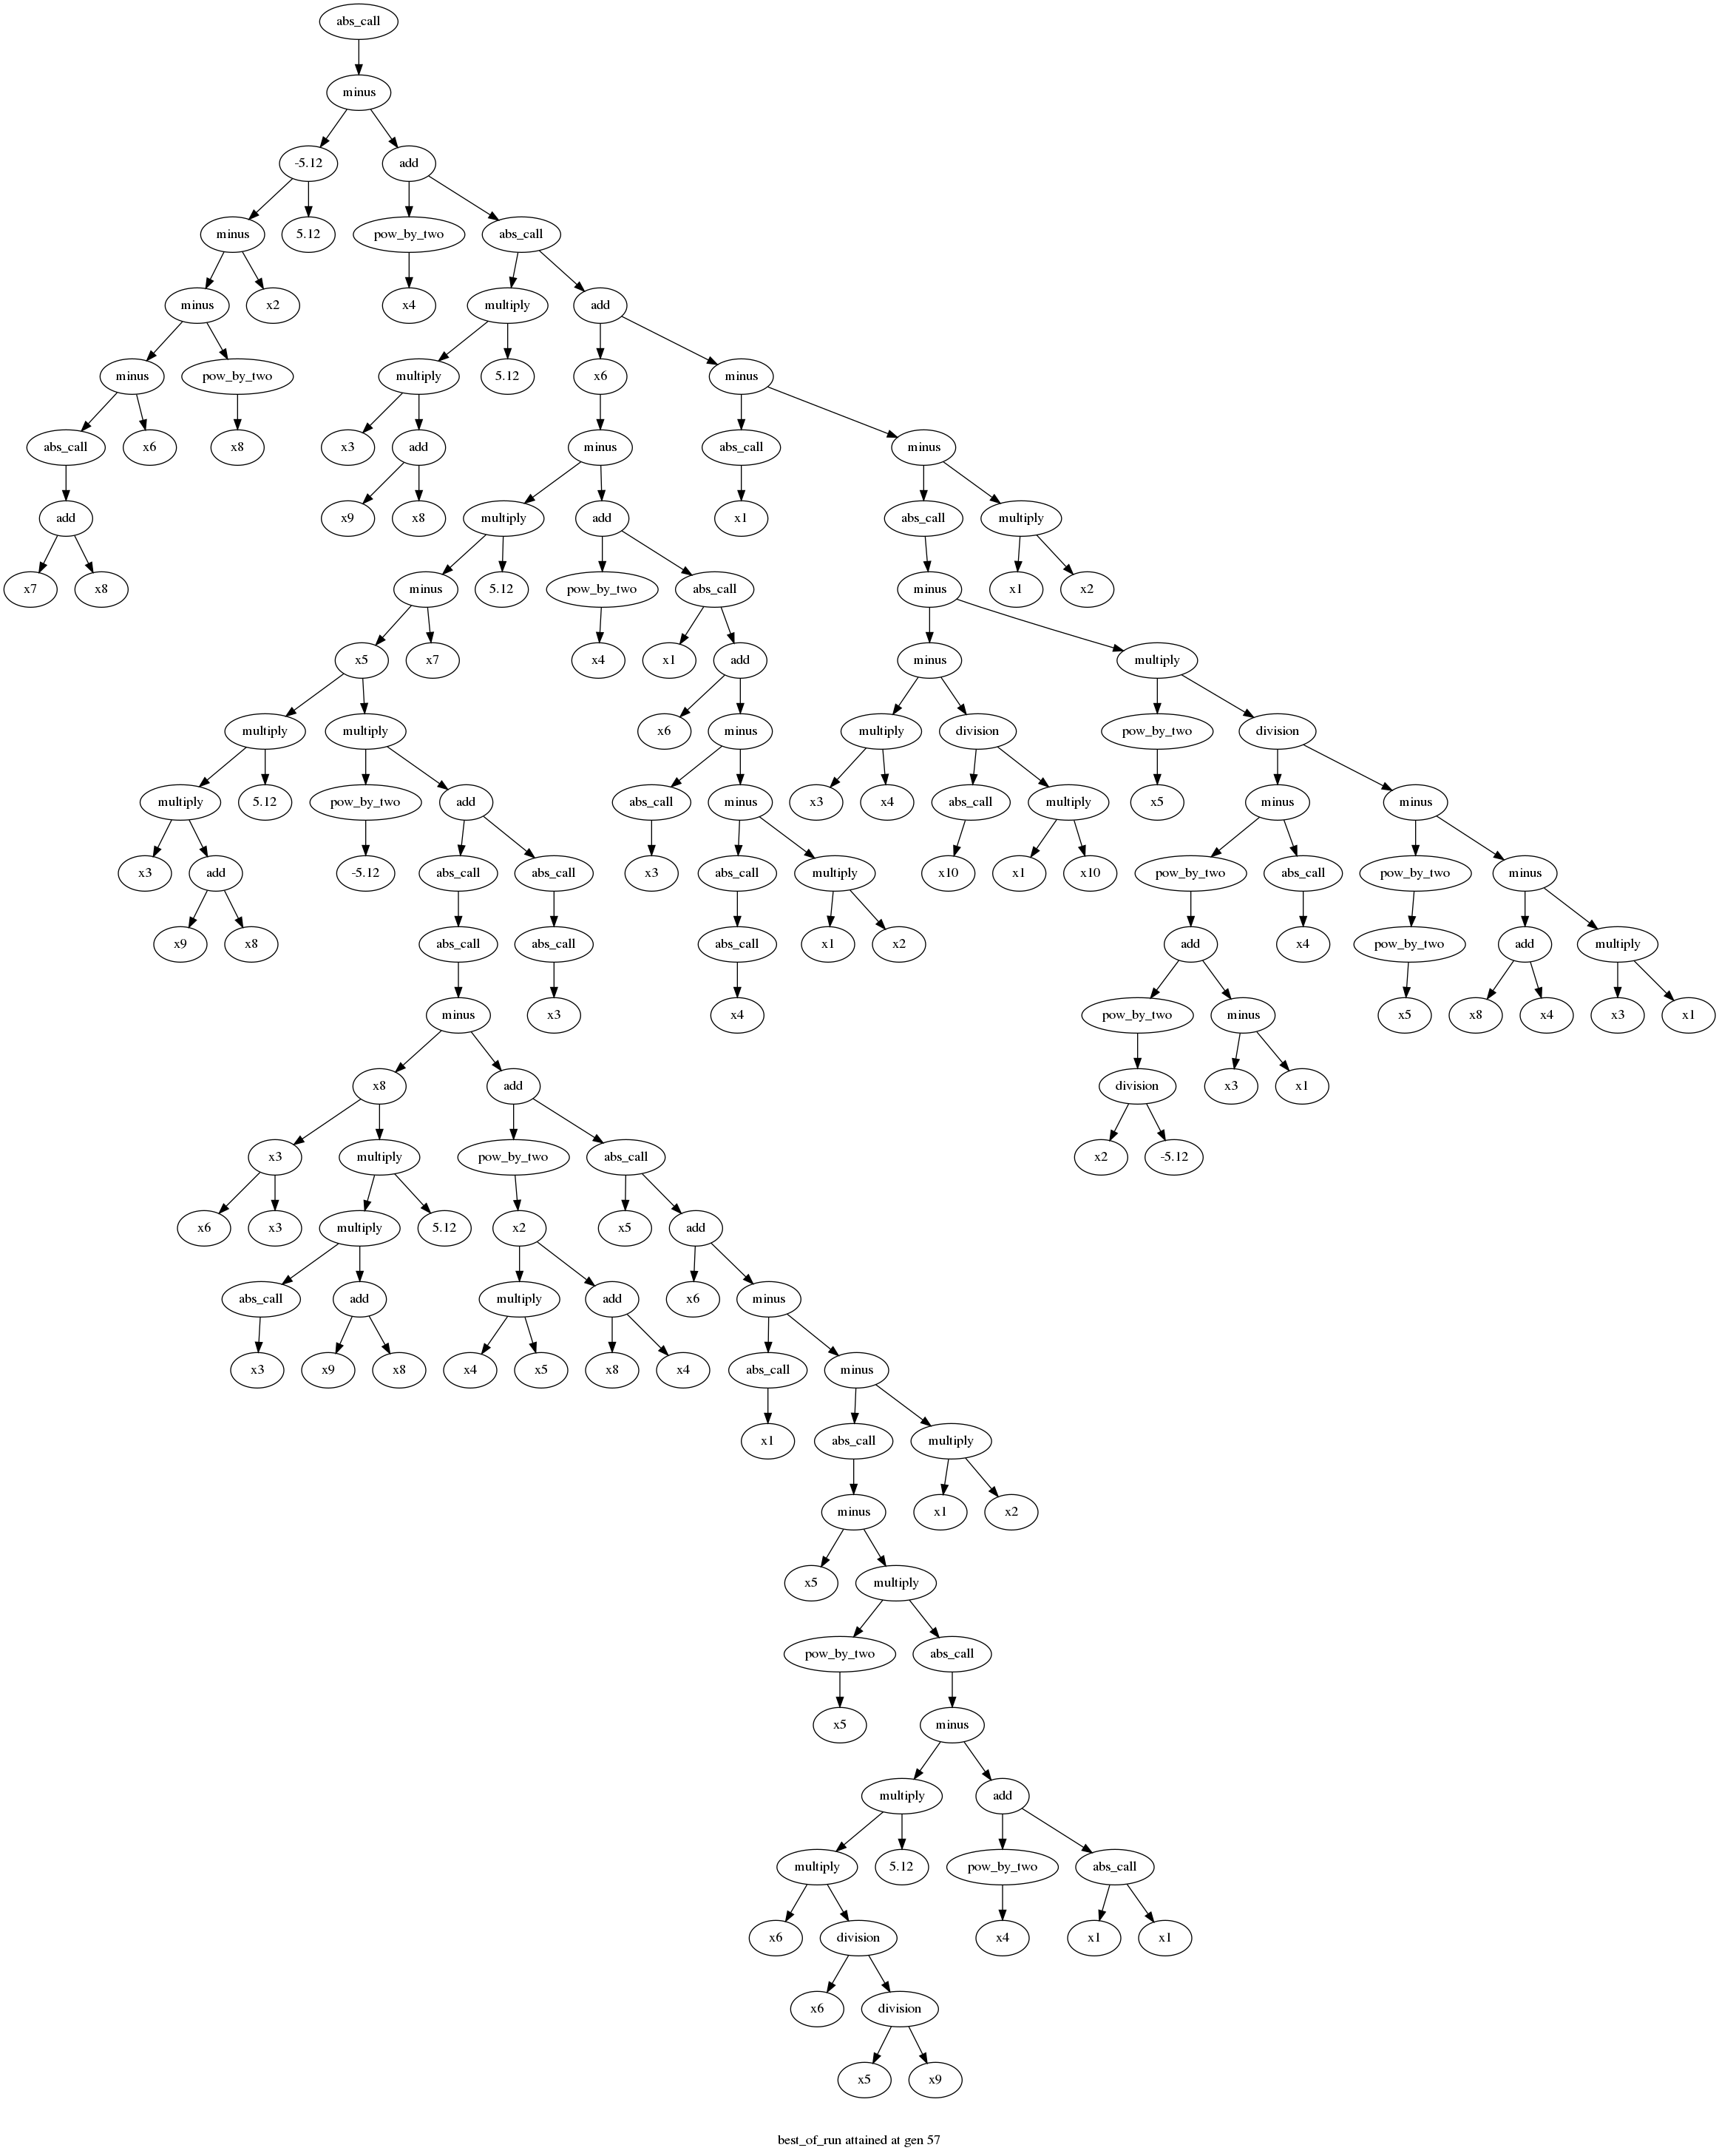 abs_call
minus
-5.12 add
minus 5.12 pow_by_two abs_call
minus x2 x4 multiply add
minus pow_by_two multiply 5.12 x6 minus
abs_call x6 x8 x3 add minus abs_call minus
add x9 x8 multiply add x1 abs_call multiply
x7 x8 minus 5.12 pow_by_two abs_call minus x1 x2
x5 x7 x4 x1 add minus multiply
multiply multiply x6 minus multiply division pow_by_two division
multiply 5.12 pow_by_two add abs_call minus x3 x4 abs_call multiply x5 minus minus
x3 add -5.12 abs_call abs_call x3 abs_call multiply x10 x1 x10 pow_by_two abs_call pow_by_two minus
x9 x8 abs_call abs_call abs_call x1 x2 add x4 pow_by_two add multiply
minus x3 x4 pow_by_two minus x5 x8 x4 x3 x1
x8 add division x3 x1
x3 multiply pow_by_two abs_call x2 -5.12
x6 x3 multiply 5.12 x2 x5 add
abs_call add multiply add x6 minus
x3 x9 x8 x4 x5 x8 x4 abs_call minus
x1 abs_call multiply
minus x1 x2
x5 multiply
pow_by_two abs_call
x5 minus
multiply add
multiply 5.12 pow_by_two abs_call
x6 division x4 x1 x1
x6 division
x5 x9
best_of_run attained at gen 57